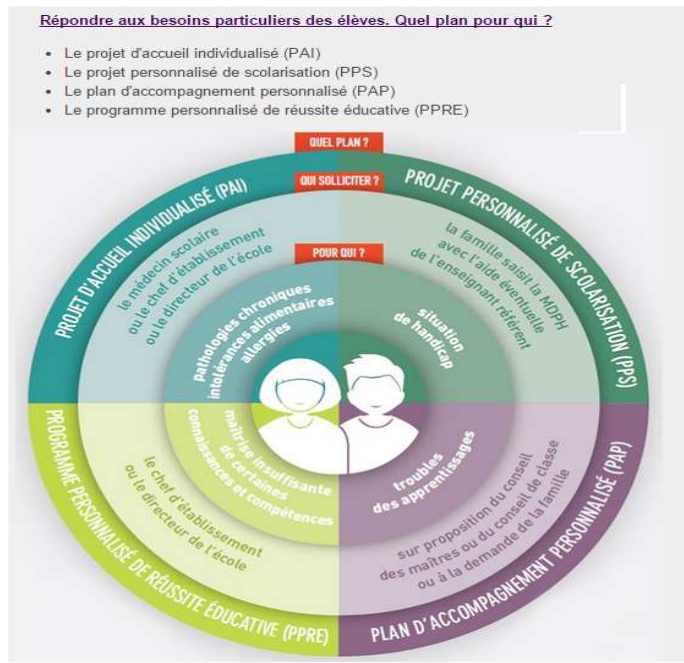 Répondre aux besoins particuliers des élèves. Quel plan pour qui ?
• Le projet d'accueil individualisé (PAI)
• Le projet personnalisé de scolarisation (PPS)
• Le plan d'accompagnement personnalisé (PAP)
• Le programme personnalisé de réussite éducative (PPRE)
QUEL PLAN ?
QUI SOLLICITER ?
POUR QUI ?
PROJET D'ACCUEIL INDIVIDUALISÉ (PAI)
le médecin scolaire
ou le chef d'établissement
ou le directeur de l'école
pathologies chroniques
intolérances alimentaires
allergies
PROJET PERSONNALISÉ DE SCOLARISATION (PPS)
la famille saisit la MDPH
avec l'aide éventuelle
de l'enseignant référent
situation
de handicap
PROGRAMME PERSONNALISÉ DE RÉUSSITE ÉDUCATIVE (PPRE)
le chef d'établissement
ou le directeur de l'école
maîtrise insuffisante
de certaines
connaissances et compétences
PLAN D'ACCOMPAGNEMENT PERSONNALISÉ (PAP)
sur proposition du conseil
des maîtres ou du conseil de classe
ou à la demande de la famille
troubles
des apprentissages